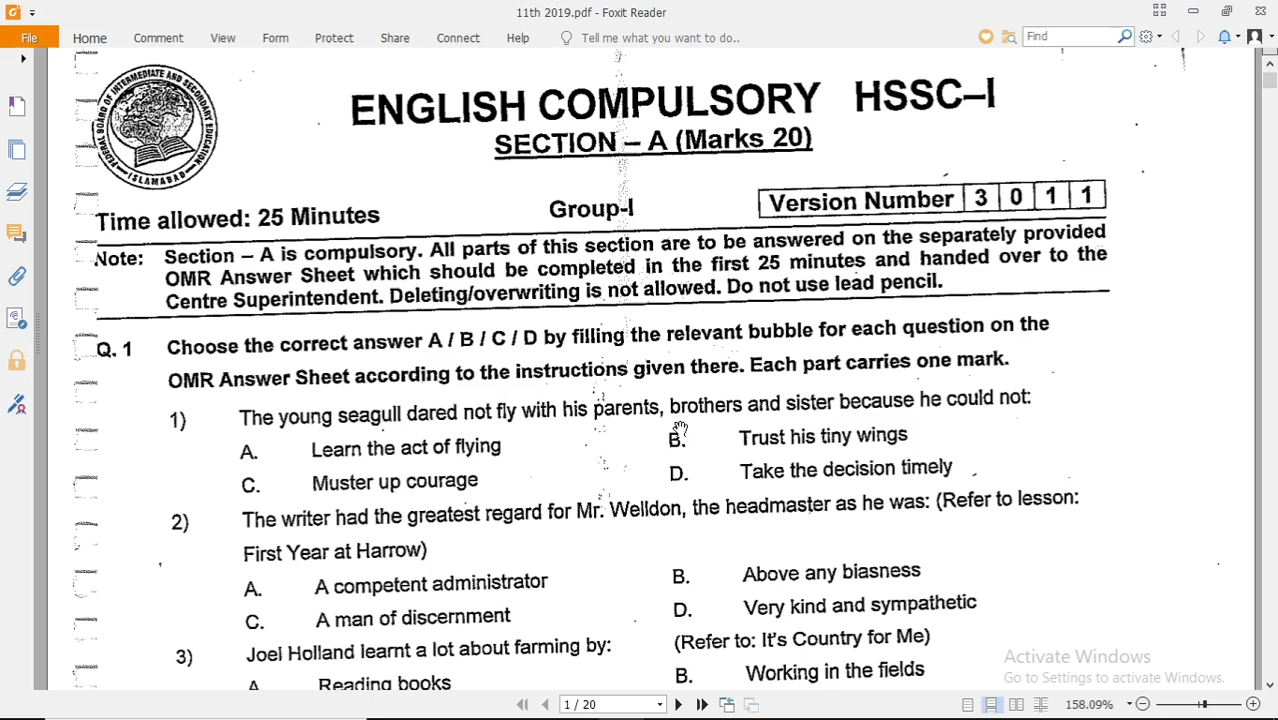 11th 2019.pdf - Foxit Reader
File Home Comment View Form Protect Share Connect Help Tell me what you want to do.. Find
FEDERAL BOARD OF INTERMEDIATE AND SECONDARY EDUCATION
ISLAMABAD
ENGLISH COMPULSORY HSSC–I
SECTION – A (Marks 20)
Time allowed: 25 Minutes Group-I Version Number 3 0 1 1
Note: Section – A is compulsory. All parts of this section are to be answered on the separately provided
OMR Answer Sheet which should be completed in the first 25 minutes and handed over to the
Centre Superintendent. Deleting/overwriting is not allowed. Do not use lead pencil.
Q. 1 Choose the correct answer A / B / C / D by filling the relevant bubble for each question on the
OMR Answer Sheet according to the instructions given there. Each part carries one mark.
1) The young seagull dared not fly with his parents, brothers and sister because he could not:
A. Learn the act of flying B. Trust his tiny wings
C. Muster up courage D. Take the decision timely
2) The writer had the greatest regard for Mr. Welldon, the headmaster as he was: (Refer to lesson:
First Year at Harrow)
A. A competent administrator B. Above any biasness
C. A man of discernment D. Very kind and sympathetic
3) Joel Holland learnt a lot about farming by: (Refer to: It's Country for Me)
A. Reading books B. Working in the fields
Activate Windows
Go to Settings to activate Windows.
1 / 20 158.09%